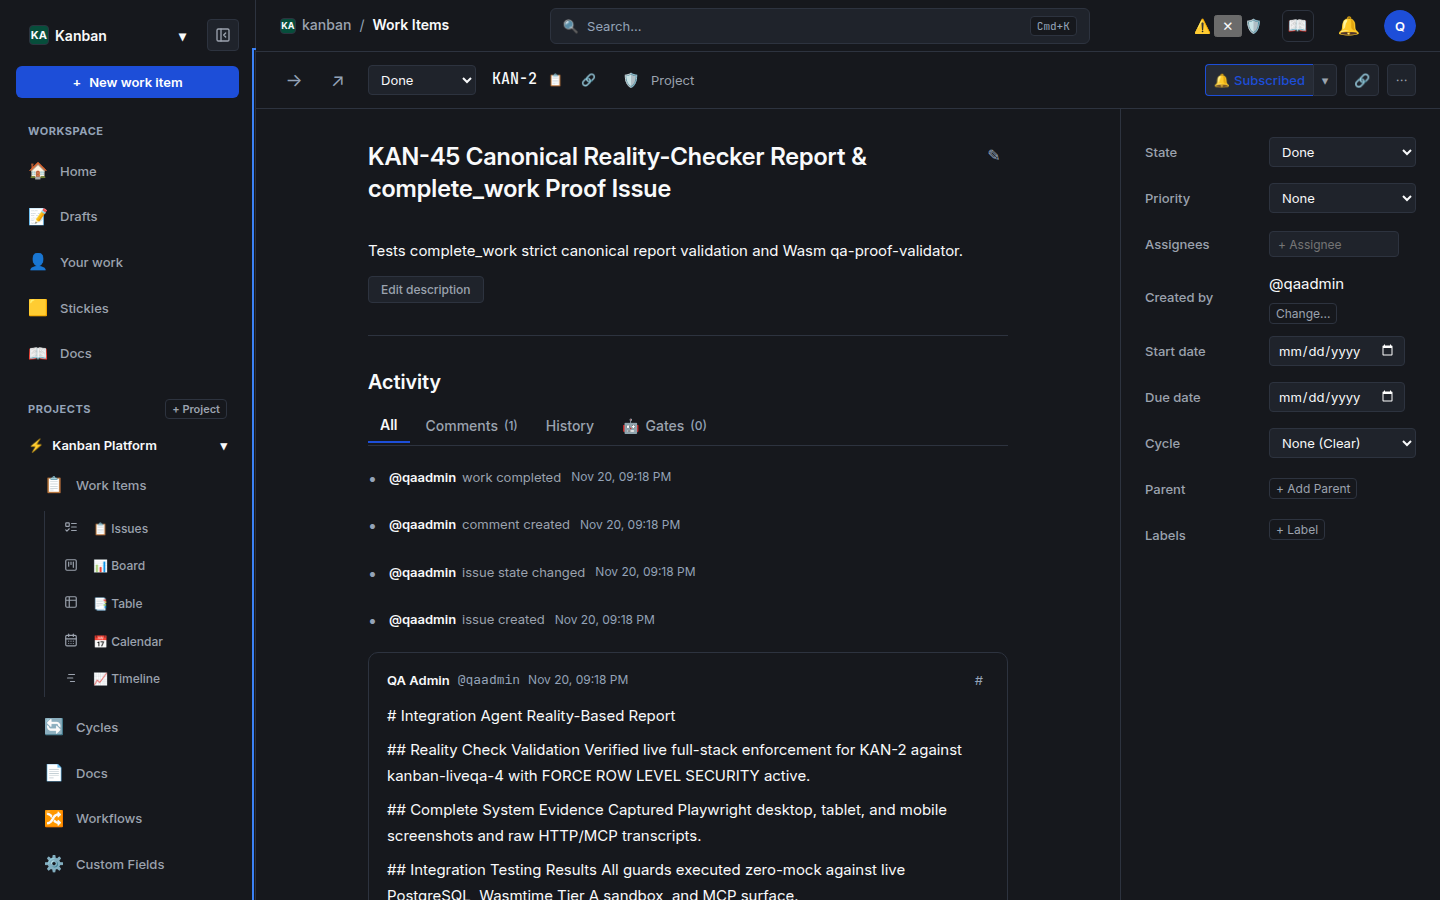 KA Kanban
+ New work item
WORKSPACE
Home
Drafts
Your work
Stickies
Docs
PROJECTS
+ Project
Kanban Platform
Work Items
Issues
Board
Table
Calendar
Timeline
Cycles
Docs
Workflows
Custom Fields
KA kanban / Work Items
Search...
Cmd+K
Q
Done
KAN-2
Project
Subscribed
KAN-45 Canonical Reality-Checker Report &
complete_work Proof Issue
Tests complete_work strict canonical report validation and Wasm qa-proof-validator.
Edit description
Activity
All
Comments (1)
History
Gates (0)
@qaadmin work completed Nov 20, 09:18 PM
@qaadmin comment created Nov 20, 09:18 PM
@qaadmin issue state changed Nov 20, 09:18 PM
@qaadmin issue created Nov 20, 09:18 PM
QA Admin @qaadmin Nov 20, 09:18 PM
#
# Integration Agent Reality-Based Report
## Reality Check Validation Verified live full-stack enforcement for KAN-2 against
kanban-liveqa-4 with FORCE ROW LEVEL SECURITY active.
## Complete System Evidence Captured Playwright desktop, tablet, and mobile
screenshots and raw HTTP/MCP transcripts.
## Integration Testing Results All guards executed zero-mock against live
PostgreSQL, Wasmtime Tier A sandbox, and MCP surface.
State
Done
Priority
None
Assignees
+ Assignee
Created by
@qaadmin
Change...
Start date
mm/dd/yyyy
Due date
mm/dd/yyyy
Cycle
None (Clear)
Parent
+ Add Parent
Labels
+ Label